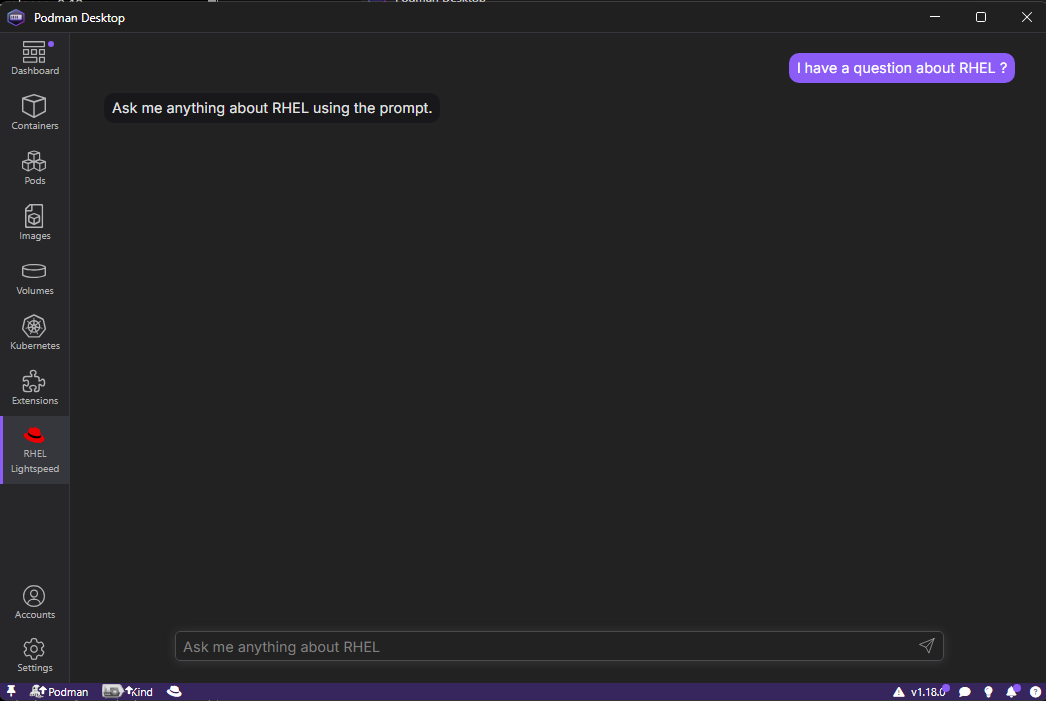 Podman Desktop
Dashboard
Containers
Pods
Images
Volumes
Kubernetes
Extensions
RHEL
Lightspeed
Accounts
Settings
I have a question about RHEL ?
Ask me anything about RHEL using the prompt.
Ask me anything about RHEL
Podman
Kind
v1.18.0